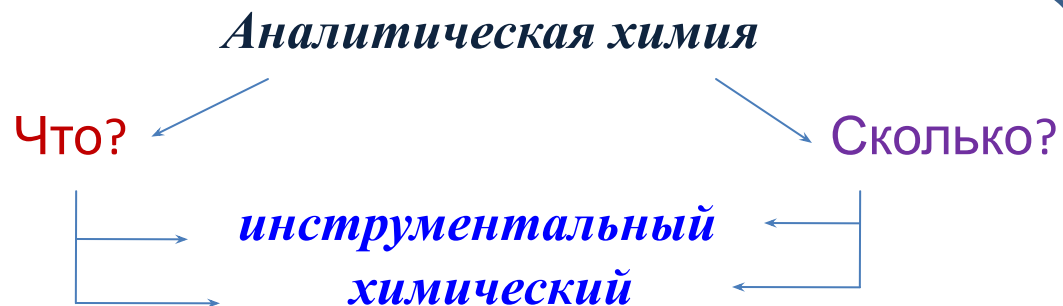 Аналитическая химия
Что?
Сколько?
инструментальный
химический